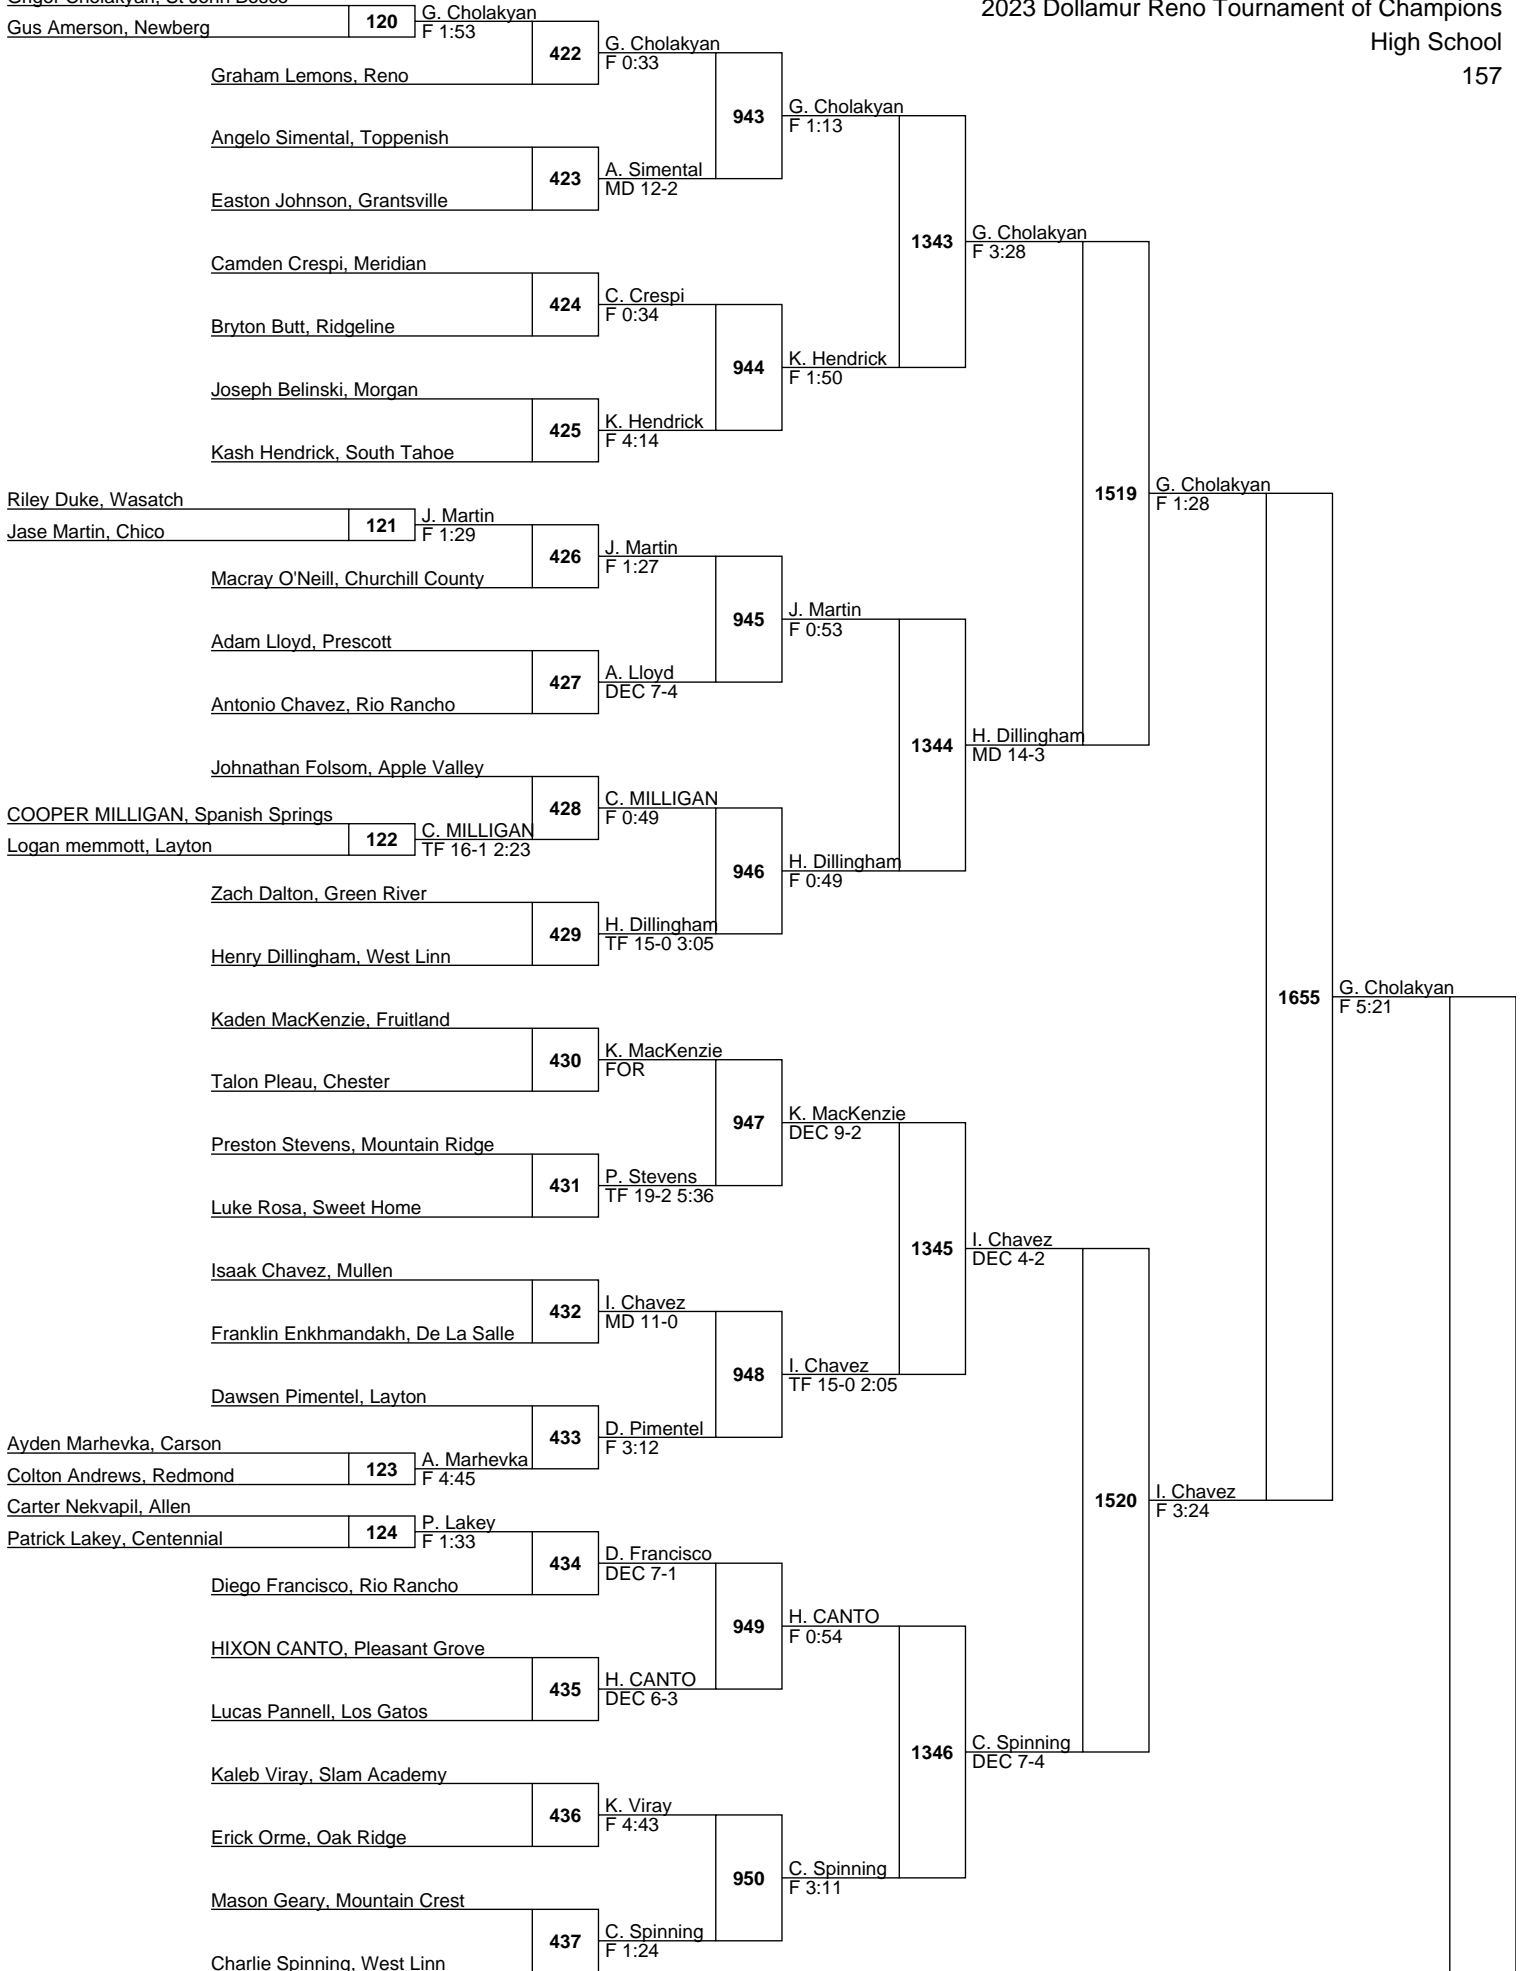 2023 Dollamur Reno Tournament of Champions
High School
157
Grigor Cholakyan, St John Bosco
Gus Amerson, Newberg
120
G. Cholakyan
F 1:53
Graham Lemons, Reno
422
G. Cholakyan
F 0:33
Angelo Simental, Toppenish
Easton Johnson, Grantsville
423
A. Simental
MD 12-2
943
G. Cholakyan
F 1:13
Camden Crespi, Meridian
Bryton Butt, Ridgeline
424
C. Crespi
F 0:34
Joseph Belinski, Morgan
Kash Hendrick, South Tahoe
425
K. Hendrick
F 4:14
944
K. Hendrick
F 1:50
1343
G. Cholakyan
F 3:28
Riley Duke, Wasatch
Jase Martin, Chico
121
J. Martin
F 1:29
Macray O'Neill, Churchill County
426
J. Martin
F 1:27
Adam Lloyd, Prescott
Antonio Chavez, Rio Rancho
427
A. Lloyd
DEC 7-4
945
J. Martin
F 0:53
Johnathan Folsom, Apple Valley
COOPER MILLIGAN, Spanish Springs
Logan memmott, Layton
122
C. MILLIGAN
TF 16-1 2:23
428
C. MILLIGAN
F 0:49
Zach Dalton, Green River
Henry Dillingham, West Linn
429
H. Dillingham
TF 15-0 3:05
946
H. Dillingham
F 0:49
1344
H. Dillingham
MD 14-3
1519
G. Cholakyan
F 1:28
Kaden MacKenzie, Fruitland
Talon Pleau, Chester
430
K. MacKenzie
FOR
Preston Stevens, Mountain Ridge
Luke Rosa, Sweet Home
431
P. Stevens
TF 19-2 5:36
947
K. MacKenzie
DEC 9-2
Isaak Chavez, Mullen
Franklin Enkhmandakh, De La Salle
432
I. Chavez
MD 11-0
Dawsen Pimentel, Layton
Ayden Marhevka, Carson
Colton Andrews, Redmond
123
A. Marhevka
F 4:45
433
D. Pimentel
F 3:12
948
I. Chavez
TF 15-0 2:05
1345
I. Chavez
DEC 4-2
Carter Nekvapil, Allen
Patrick Lakey, Centennial
124
P. Lakey
F 1:33
Diego Francisco, Rio Rancho
434
D. Francisco
DEC 7-1
HIXON CANTO, Pleasant Grove
Lucas Pannell, Los Gatos
435
H. CANTO
DEC 6-3
949
H. CANTO
F 0:54
Kaleb Viray, Slam Academy
Erick Orme, Oak Ridge
436
K. Viray
F 4:43
Mason Geary, Mountain Crest
Charlie Spinning, West Linn
437
C. Spinning
F 1:24
950
C. Spinning
F 3:11
1346
C. Spinning
DEC 7-4
1520
I. Chavez
F 3:24
1655
G. Cholakyan
F 5:21